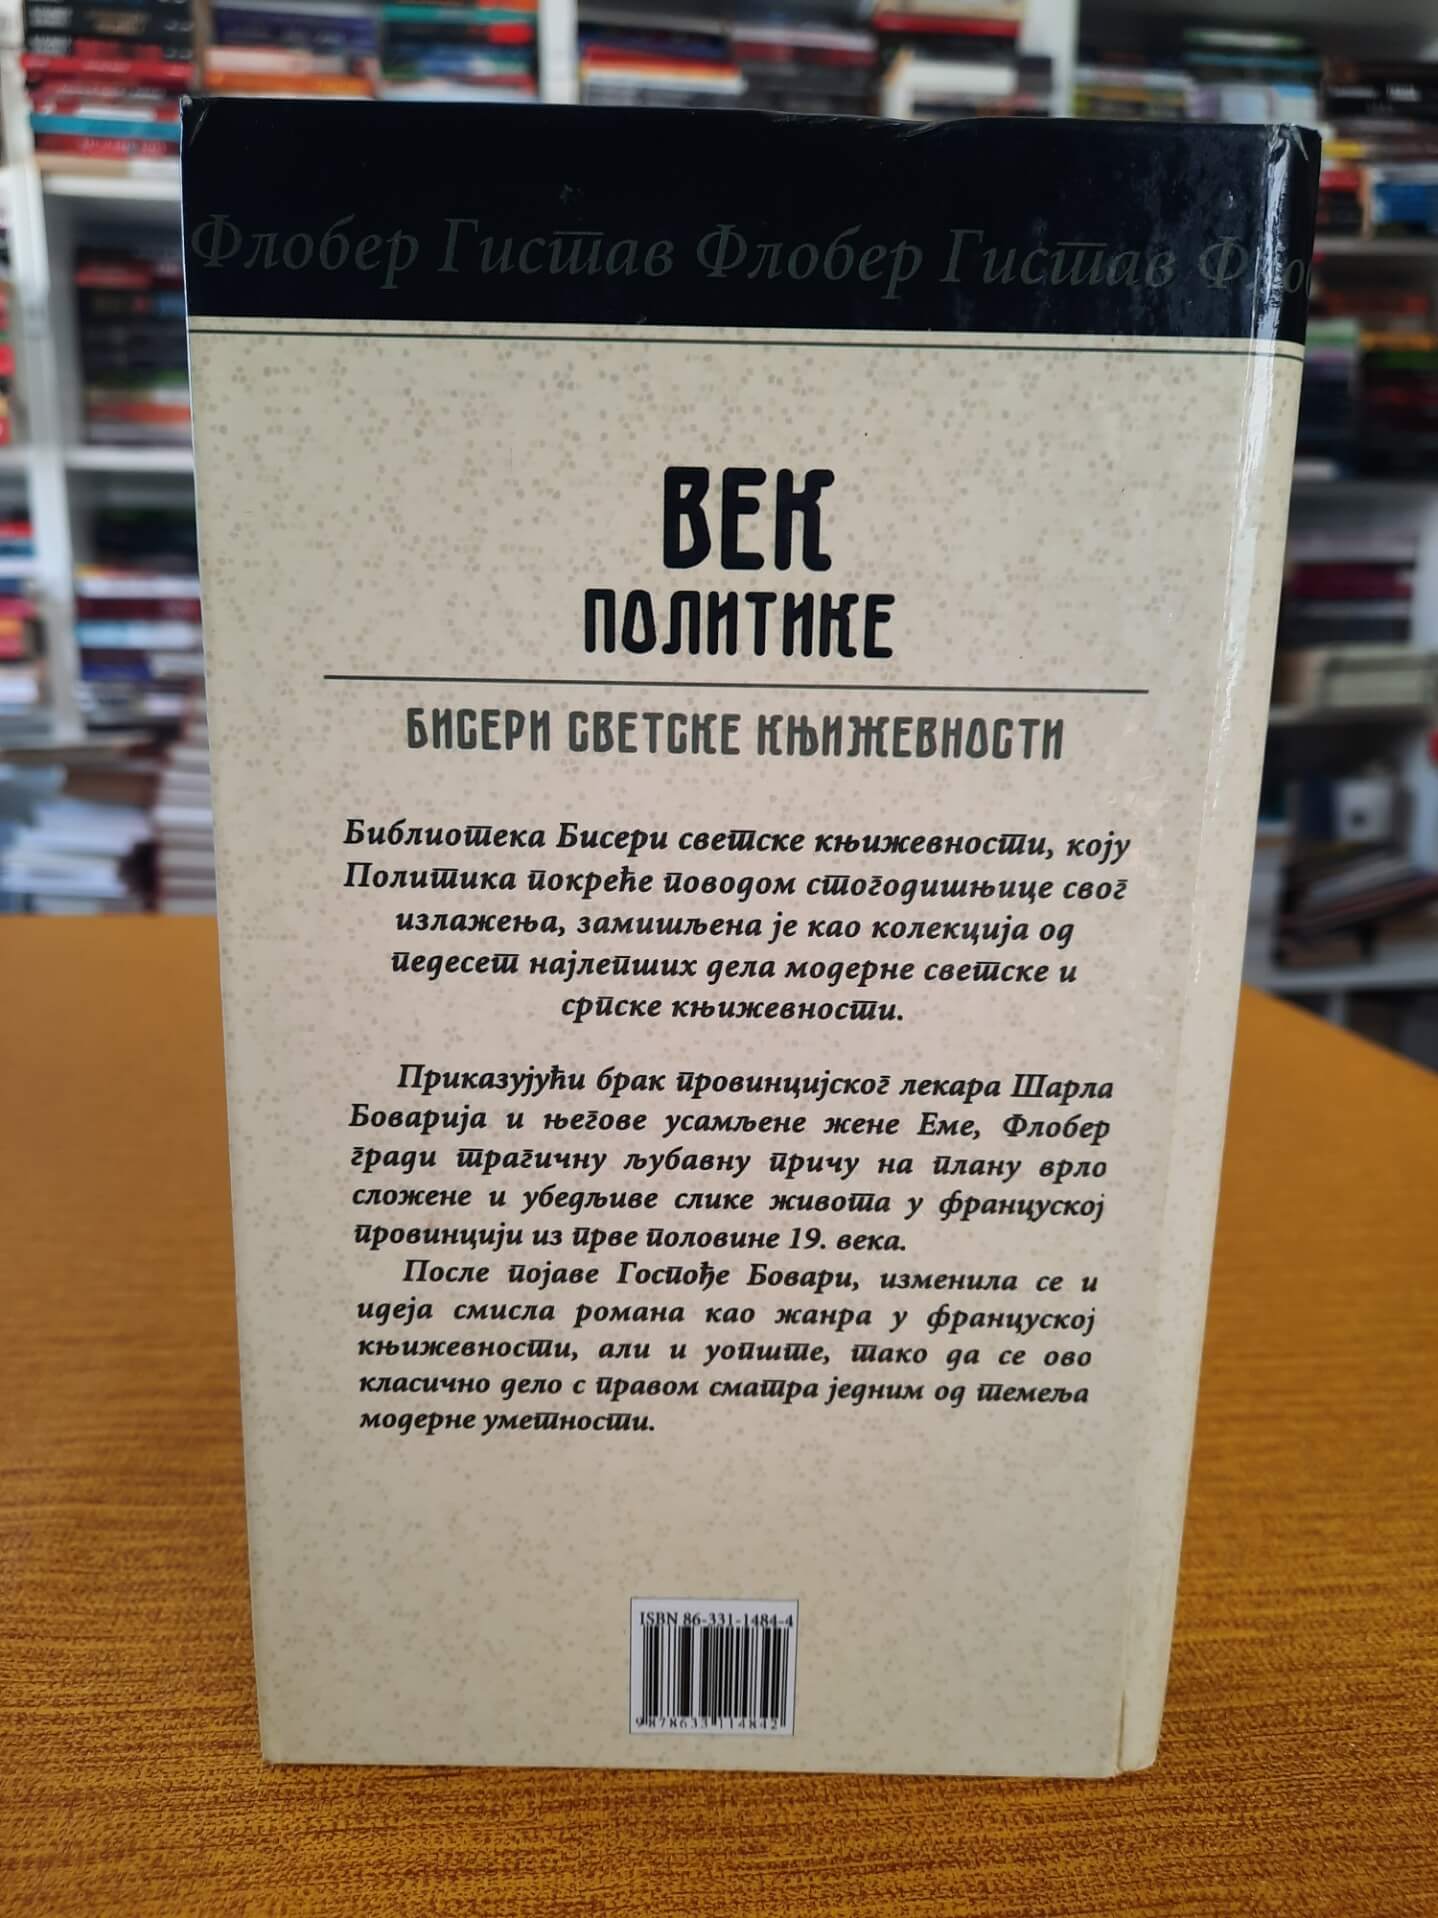 Флобер Гистав Флобер Гистав Фло
ВЕК
ПОЛИТИКЕ
БИСЕРИ СВЕТСКЕ КЊИЖЕВНОСТИ
Библиотека Бисери светске књижевности, коју
Политика покреће поводом стогодишњице свог
излажења, замишљена је као колекција од
педесет најлепших дела модерне светске и
српске књижевности.
Приказујући брак провинцијског лекара Шарла
Боварија и његове усамљене жене Еме, Флобер
гради трагичну љубавну причу на плану врло
сложене и убедљиве слике живота у француској
провинцији из прве половине 19. века.
После појаве Госпође Бовари, изменила се и
идеја смисла романа као жанра у француској
књижевности, али и уопште, тако да се ово
класично дело с правом сматра једним од темеља
модерне уметности.
ISBN 86-331-1484-4
9 788633 114842